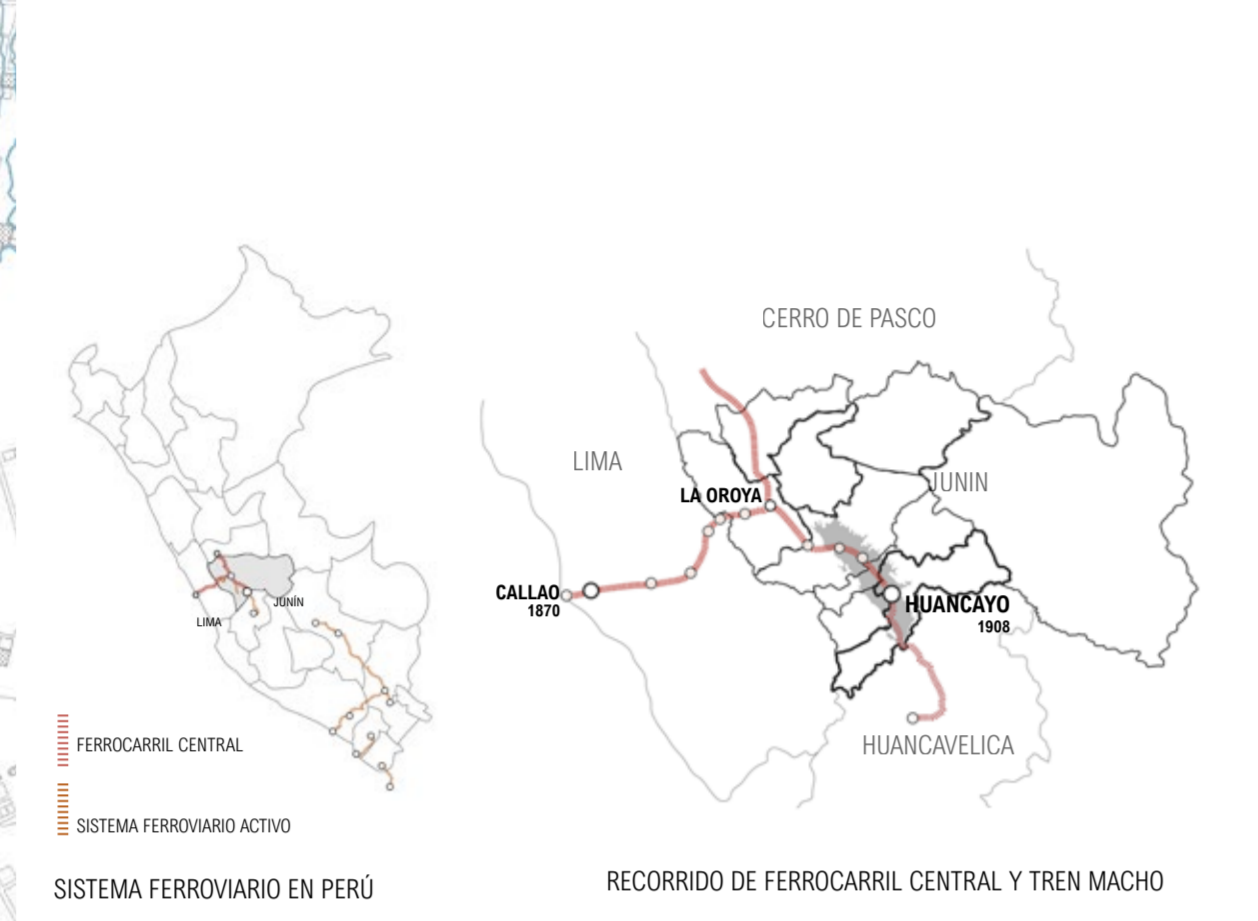 JUNÍN
LIMA
FERROCARRIL CENTRAL
SISTEMA FERROVIARIO ACTIVO
SISTEMA FERROVIARIO EN PERÚ
CERRO DE PASCO
LIMA
JUNIN
LA OROYA
CALLAO
1870
HUANCAYO
1908
HUANCAVELICA
RECORRIDO DE FERROCARRIL CENTRAL Y TREN MACHO